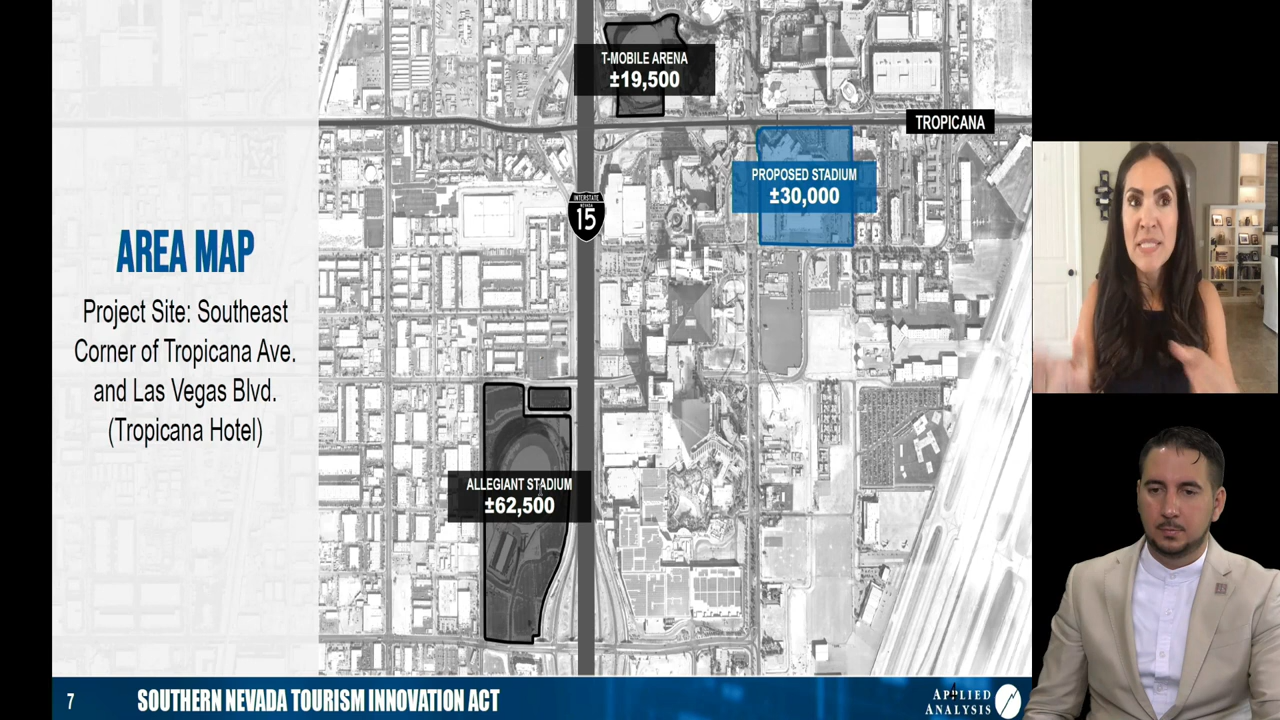 AREA MAP
Project Site: Southeast
Corner of Tropicana Ave.
and Las Vegas Blvd.
(Tropicana Hotel)
T-MOBILE ARENA
±19,500
TROPICANA
PROPOSED STADIUM
±30,000
INTERSTATE
NEVADA
15
ALLEGIANT STADIUM
±62,500
7
SOUTHERN NEVADA TOURISM INNOVATION ACT
APPLIED
ANALYSIS